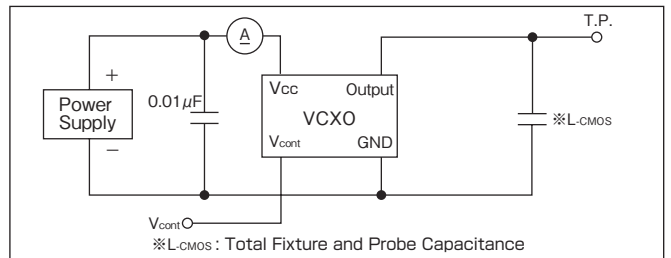 T.P.
A
+
Vcc Output
Power
Supply
0.01μF
VCXO
※L-CMOS
Vcont GND
−
Vcont
※L-CMOS : Total Fixture and Probe Capacitance